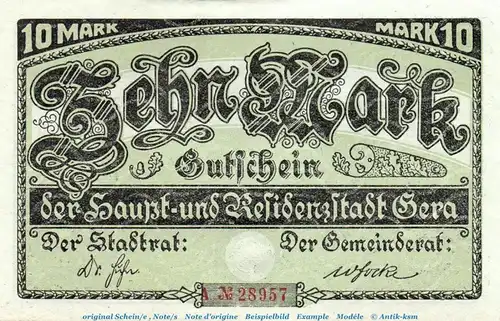 10 MARK MARK 10
Zehn Mark
Gutschein
der Haupt-und Residenzstadt Gera
Der Stadtrat: Der Gemeinderat:
A № 28957
original Schein/e , Note/s Note d'origine Beispielbild Example Modéle © Antik-ksm